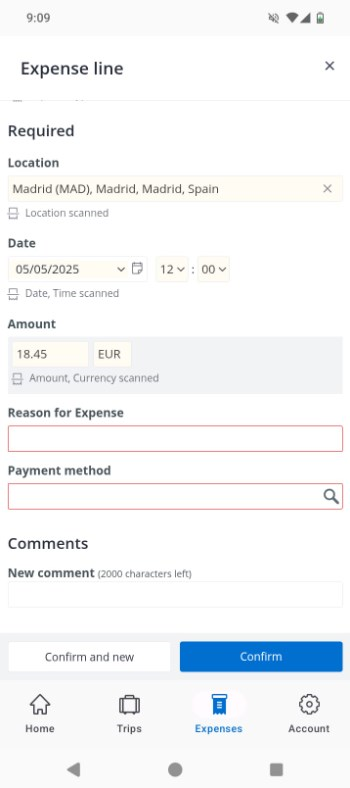 9:09
Expense line
Required
Location
Madrid (MAD), Madrid, Madrid, Spain
Location scanned
Date
05/05/2025 12 : 00
Date, Time scanned
Amount
18.45 EUR
Amount, Currency scanned
Reason for Expense
Payment method
Comments
New comment (2000 characters left)
Confirm and new Confirm
Home Trips Expenses Account